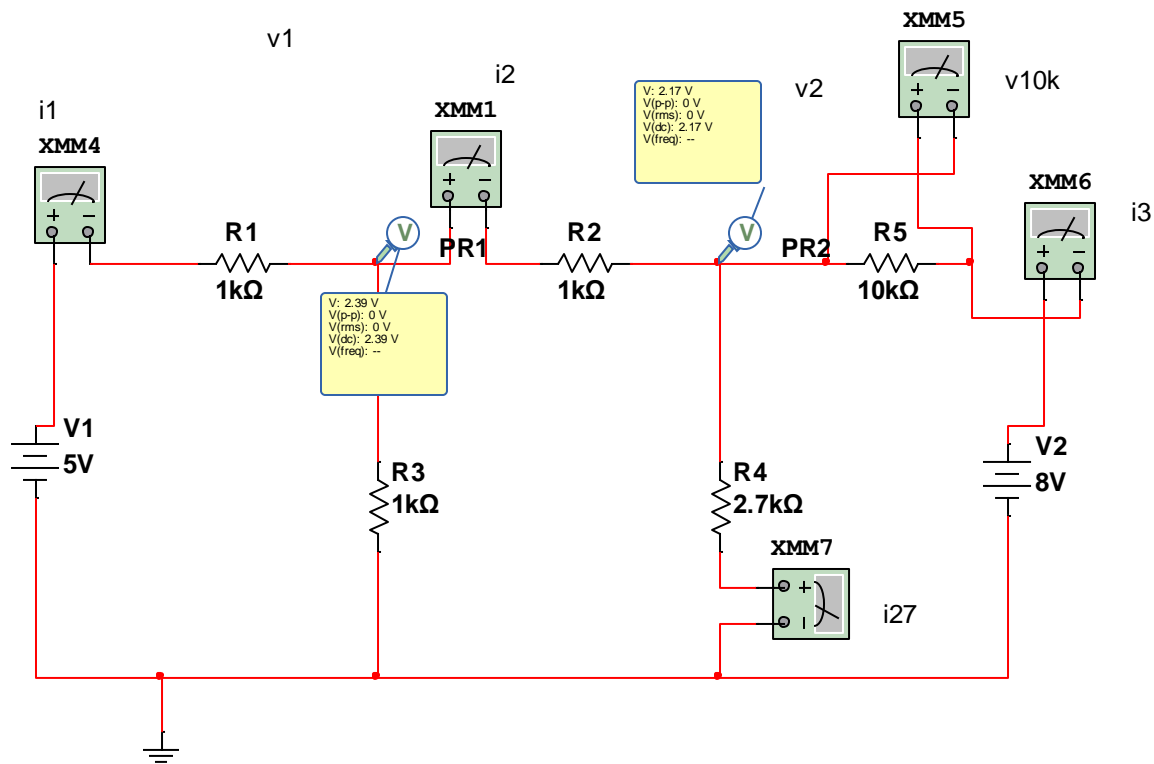 XMM5
v1
i2
v2
v10k
i1
XMM1
V: 2.17 V
V(p-p): 0 V
V(rms): 0 V
V(dc): 2.17 V
V(freq): --
XMM4
XMM6
i3
R1
1kΩ
PR1
R2
1kΩ
PR2
R5
10kΩ
V: 2.39 V
V(p-p): 0 V
V(rms): 0 V
V(dc): 2.39 V
V(freq): --
V
V
V1
5V
R3
1kΩ
R4
2.7kΩ
V2
8V
XMM7
i27